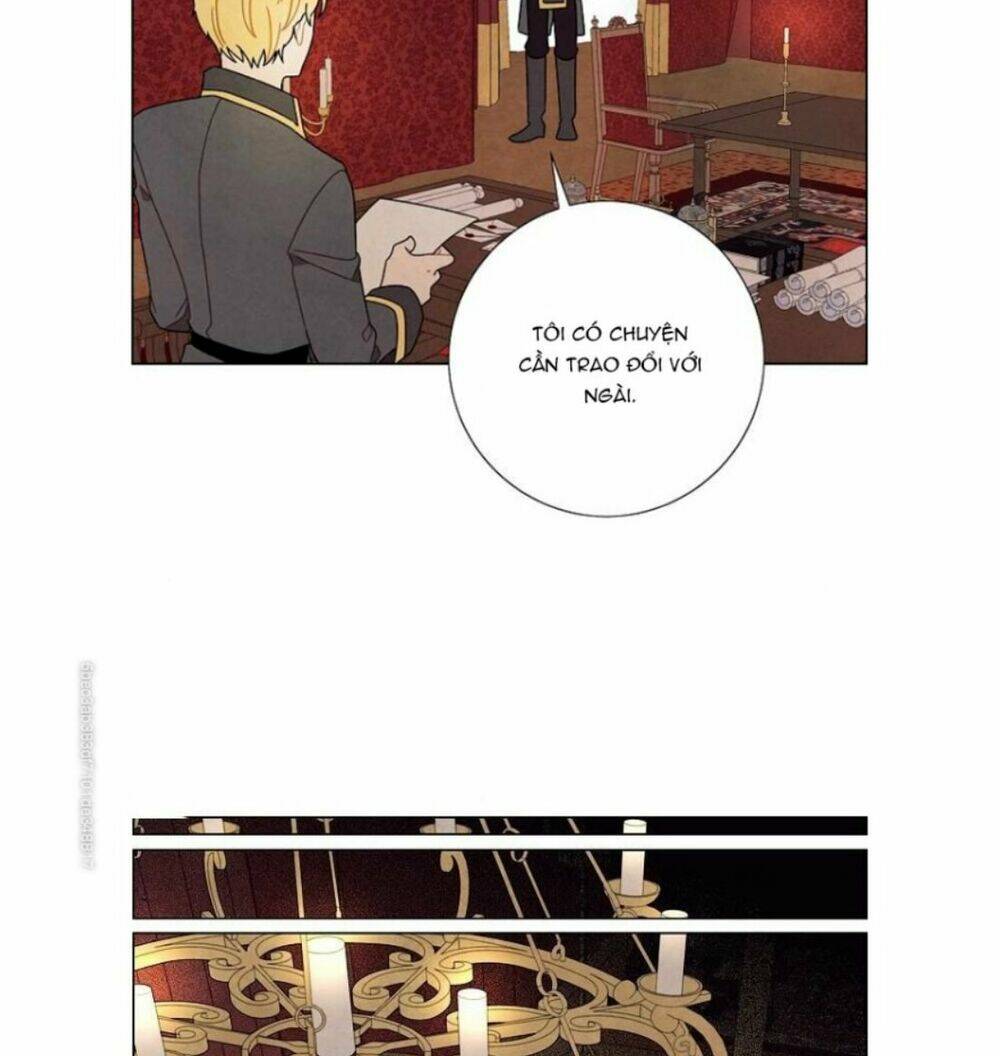 TÔI CÓ CHUYỆN
CẦN TRAO ĐỔI VỚI
NGÀI.